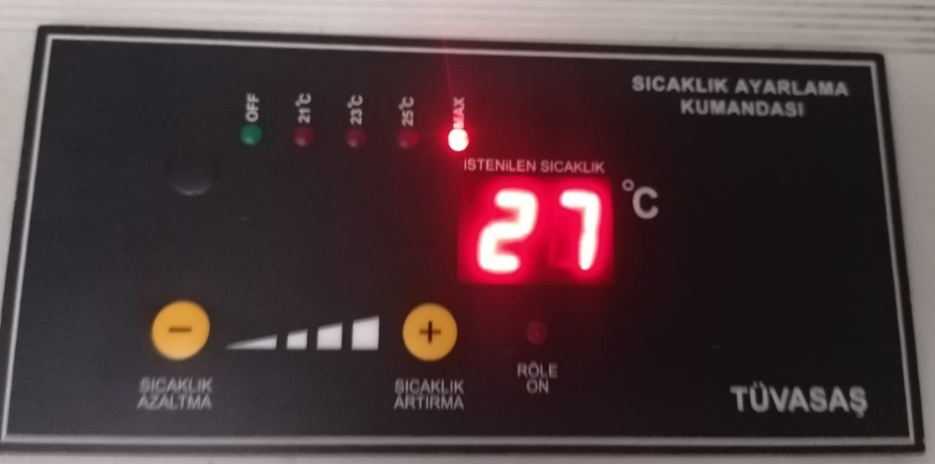 SICAKLIK AYARLAMA
KUMANDASI
OFF
21°C
23°C
25°C
MAX
İSTENİLEN SICAKLIK
27
°C
−
+
SICAKLIK
AZALTMA
SICAKLIK
ARTIRMA
RÖLE
ON
TÜVASAŞ